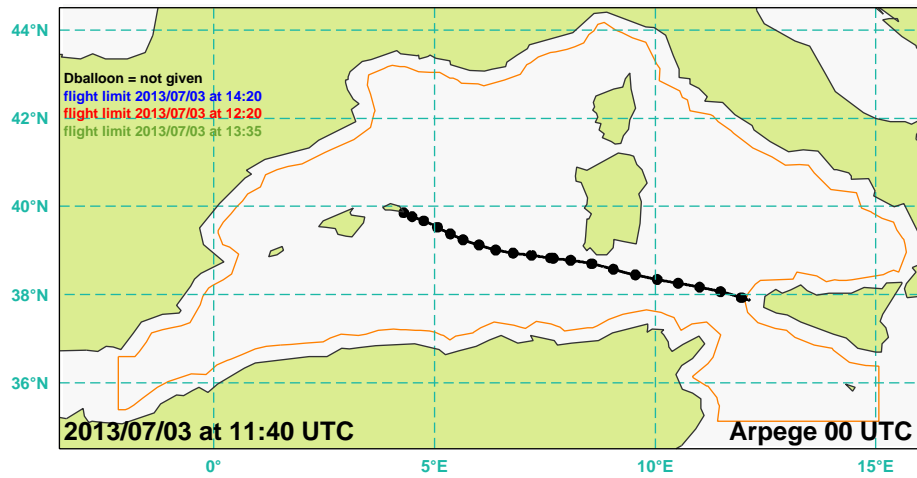 44°N
Dballoon = not given
flight limit 2013/07/03 at 14:20
flight limit 2013/07/03 at 12:20
flight limit 2013/07/03 at 13:35
42°N
40°N
38°N
36°N
2013/07/03 at 11:40 UTC Arpege 00 UTC
0° 5°E 10°E 15°E